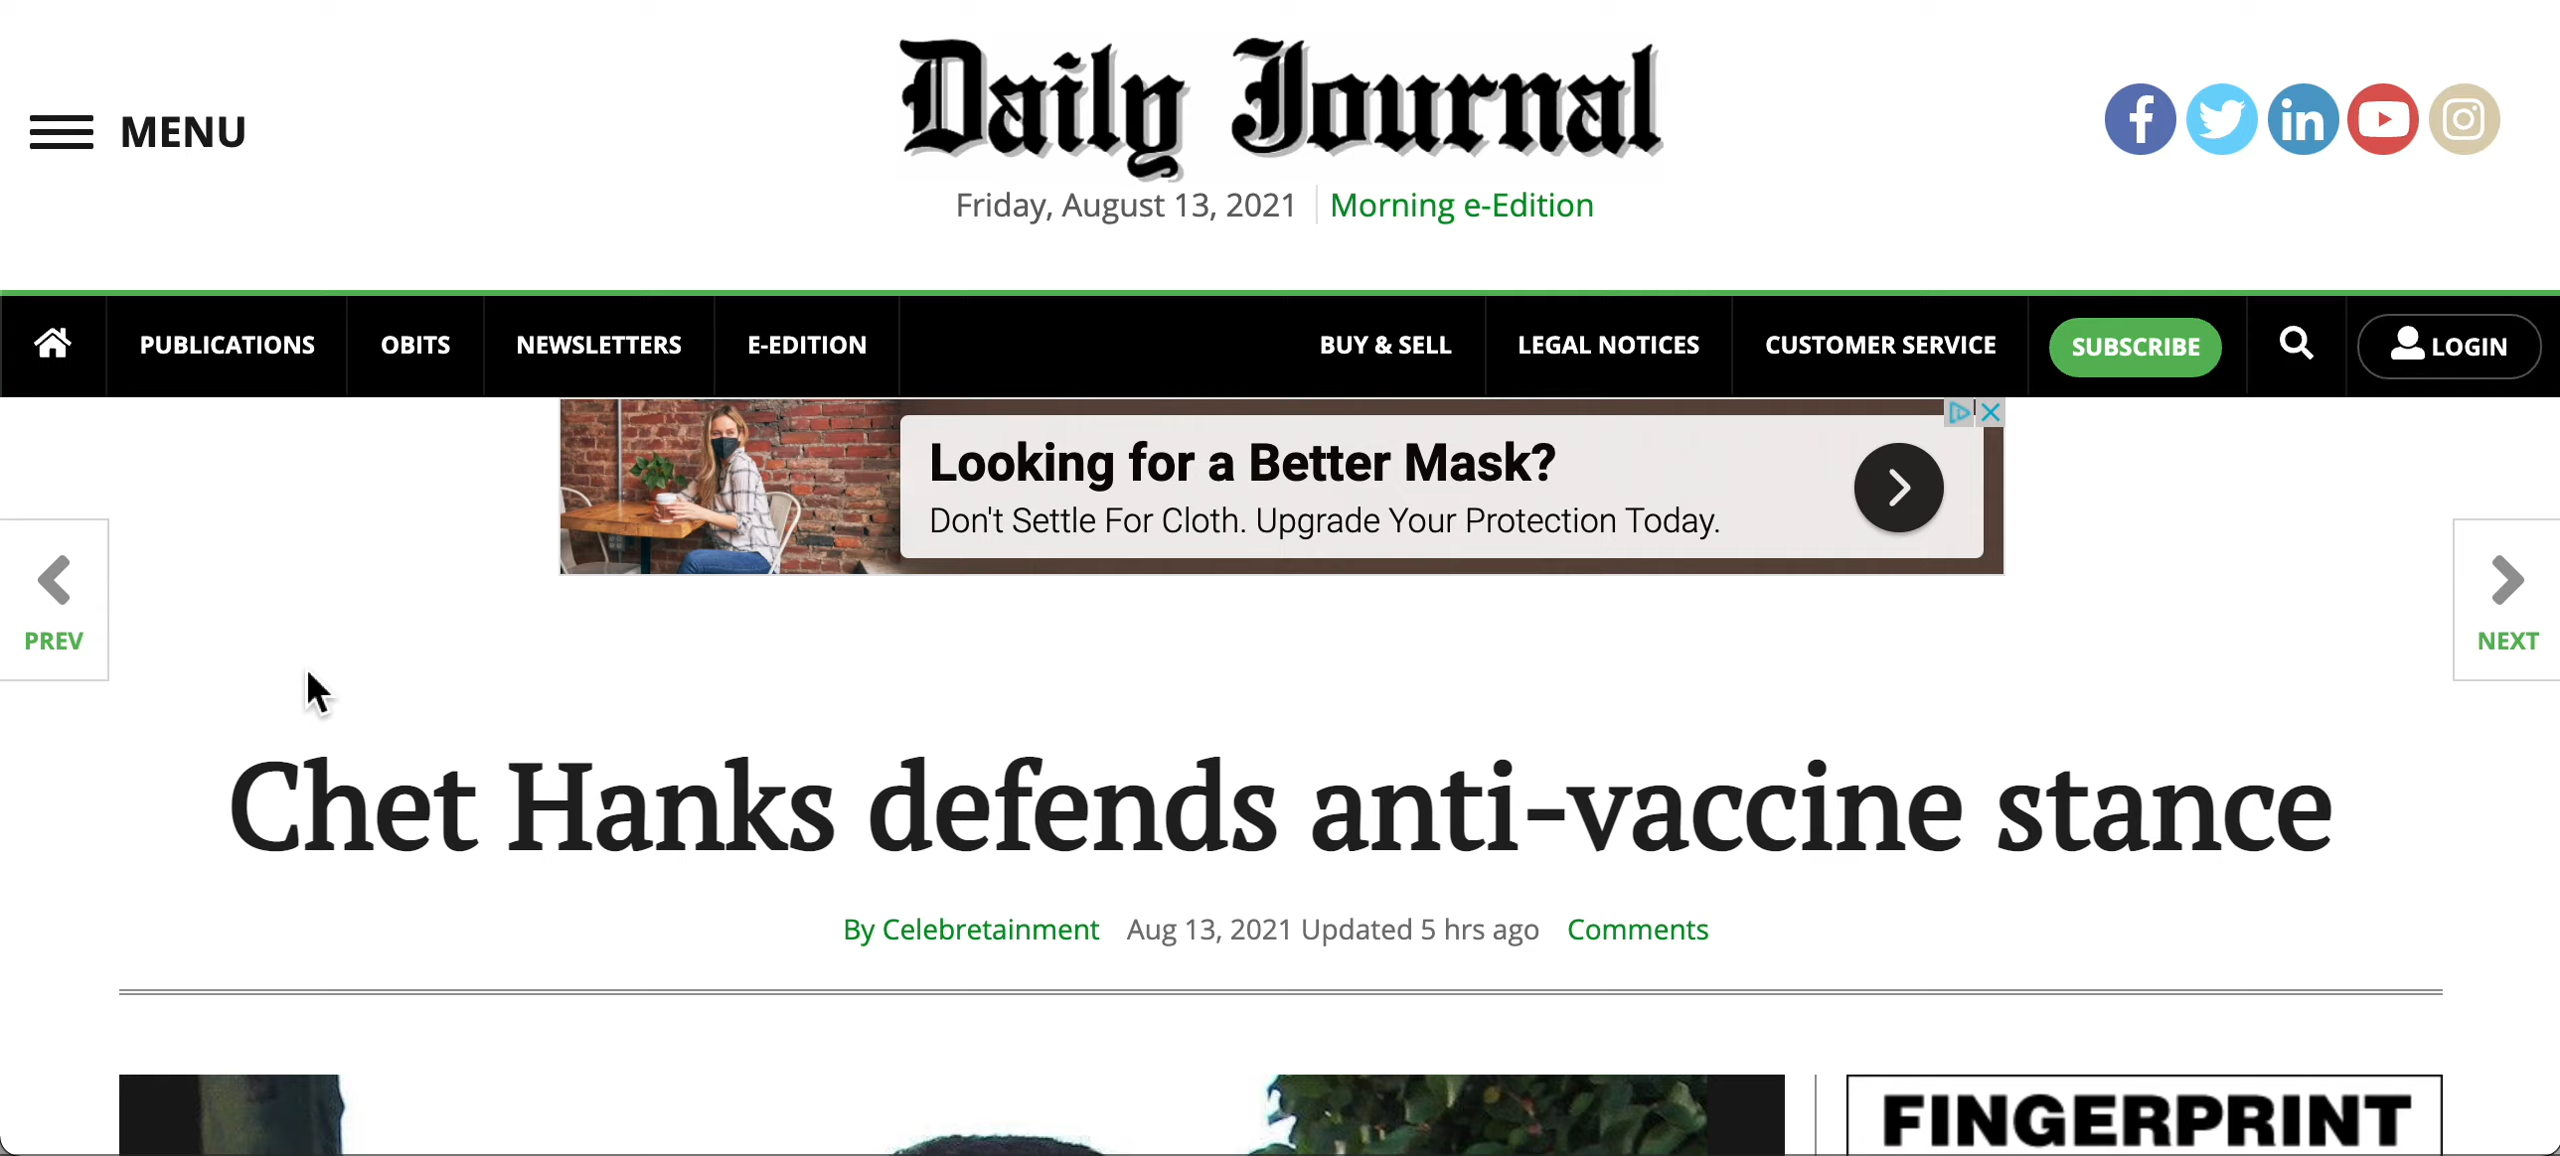 Daily Journal
MENU
Friday, August 13, 2021 Morning e-Edition
PUBLICATIONS OBITS NEWSLETTERS E-EDITION BUY & SELL LEGAL NOTICES CUSTOMER SERVICE SUBSCRIBE LOGIN
Looking for a Better Mask?
Don't Settle For Cloth. Upgrade Your Protection Today.
PREV
NEXT
Chet Hanks defends anti-vaccine stance
By Celebretainment Aug 13, 2021 Updated 5 hrs ago Comments
FINGERPRINT